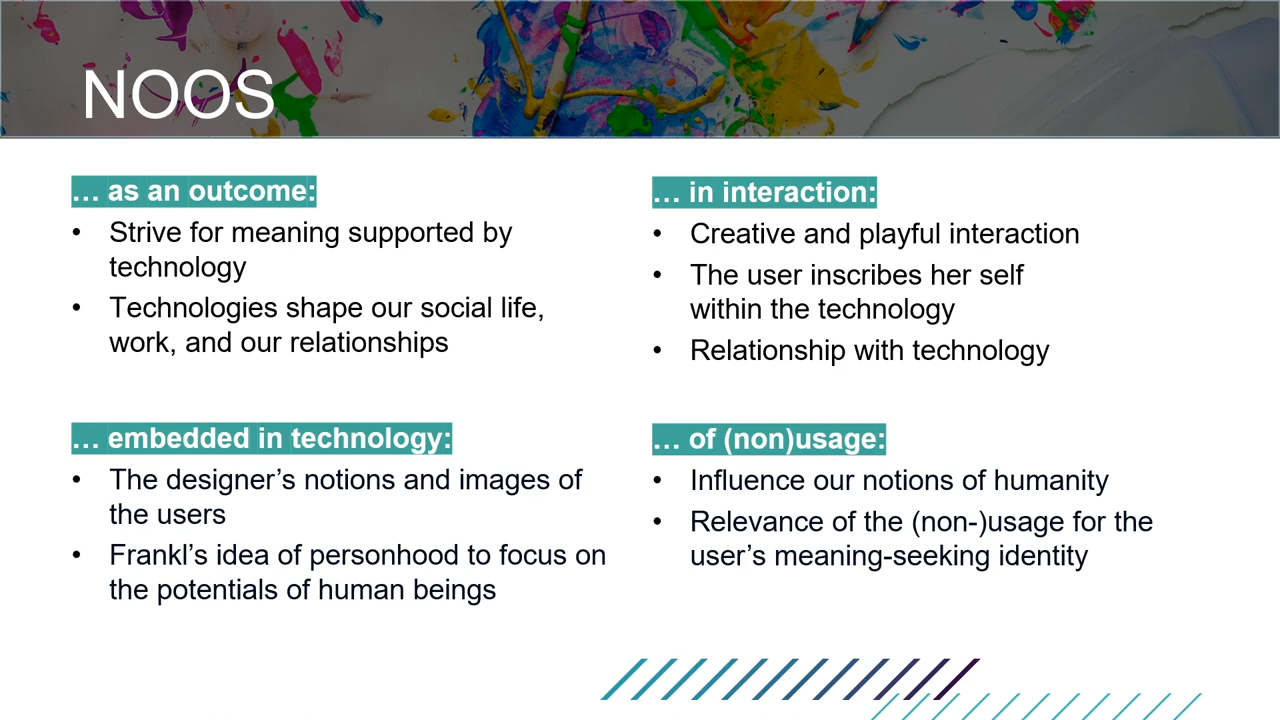 NOOS
… as an outcome:
• Strive for meaning supported by
technology
• Technologies shape our social life,
work, and our relationships
… in interaction:
• Creative and playful interaction
• The user inscribes her self
within the technology
• Relationship with technology
… embedded in technology:
• The designer’s notions and images of
the users
• Frankl’s idea of personhood to focus on
the potentials of human beings
… of (non)usage:
• Influence our notions of humanity
• Relevance of the (non-)usage for the
user’s meaning-seeking identity